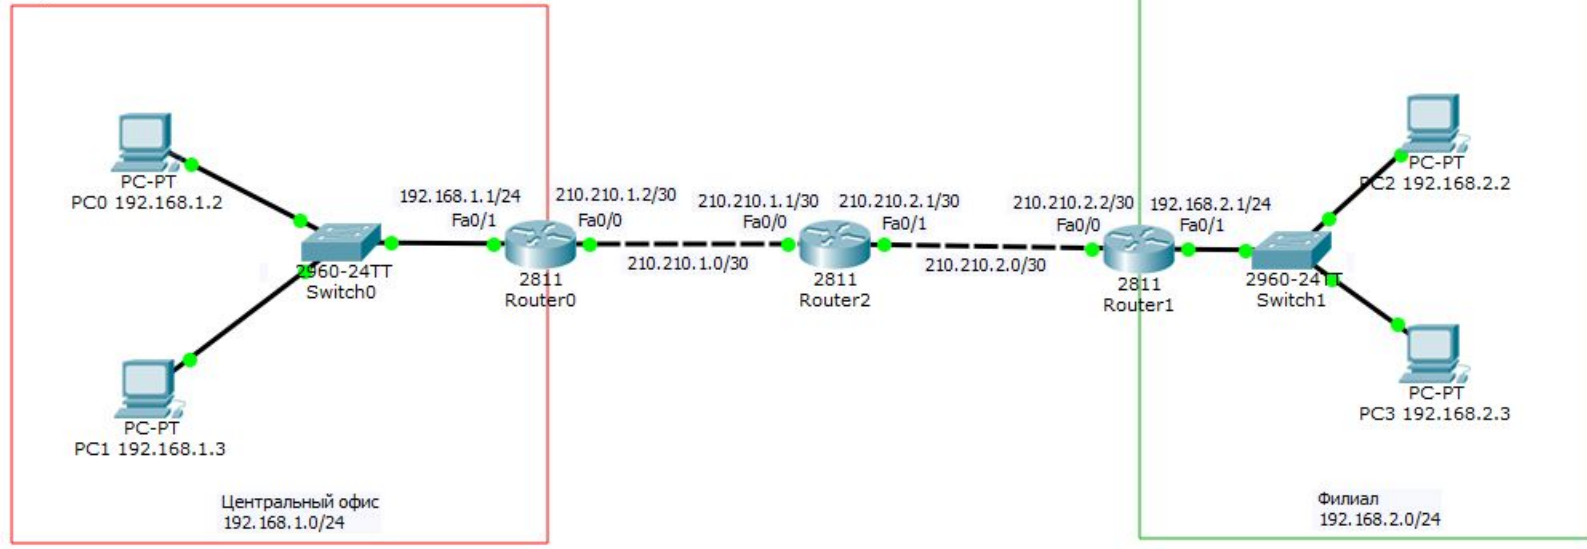 PC-PT
PC0 192.168.1.2
2960-24TT
Switch0
PC-PT
PC1 192.168.1.3
Центральный офис
192.168.1.0/24
192.168.1.1/24
Fa0/1
210.210.1.2/30
Fa0/0
2811
Router0
210.210.1.0/30
210.210.1.1/30
Fa0/0
210.210.2.1/30
Fa0/1
2811
Router2
210.210.2.0/30
210.210.2.2/30
Fa0/0
192.168.2.1/24
Fa0/1
2811
Router1
2960-24TT
Switch1
PC-PT
PC2 192.168.2.2
PC-PT
PC3 192.168.2.3
Филиал
192.168.2.0/24